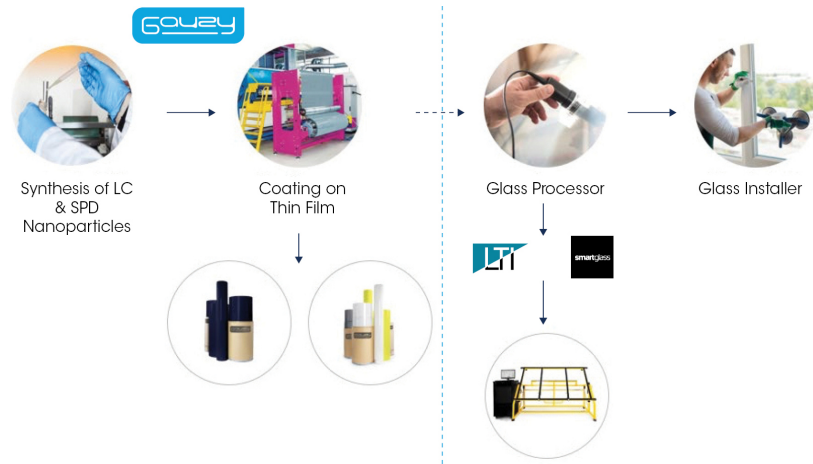 Gauzy
Synthesis of LC
& SPD
Nanoparticles
Coating on
Thin Film
Glass Processor
Glass Installer
LTI
smartglass